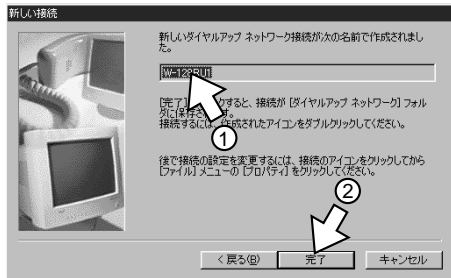 新しい接続
新しいダイヤルアップ ネットワーク接続が次の名前で作成されまし
た。
W-128RU1
[完了] クすると、接続が [ダイヤルアップ ネットワーク] フォル
ダに保存 す。
接続するには、作成されたアイコンをダブルクリックしてください。
①
後で接続の設定を変更するには、接続のアイコンをクリックしてから
[ファイル] メニューの [プロパティ] をクリックしてください。
②
< 戻る(B)
完了
キャンセル